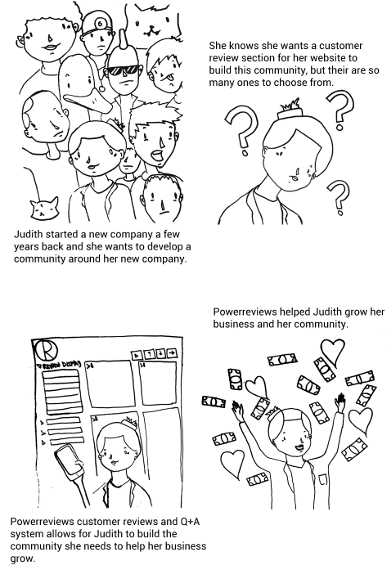 Judith started a new company a few
years back and she wants to develop a
community around her new company.
She knows she wants a customer
review section for her website to
build this community, but their are so
many ones to choose from.
Powerreviews customer reviews and Q+A
system allows for Judith to build the
community she needs to help her business
grow.
Powerreviews helped Judith grow her
business and her community.
6
R